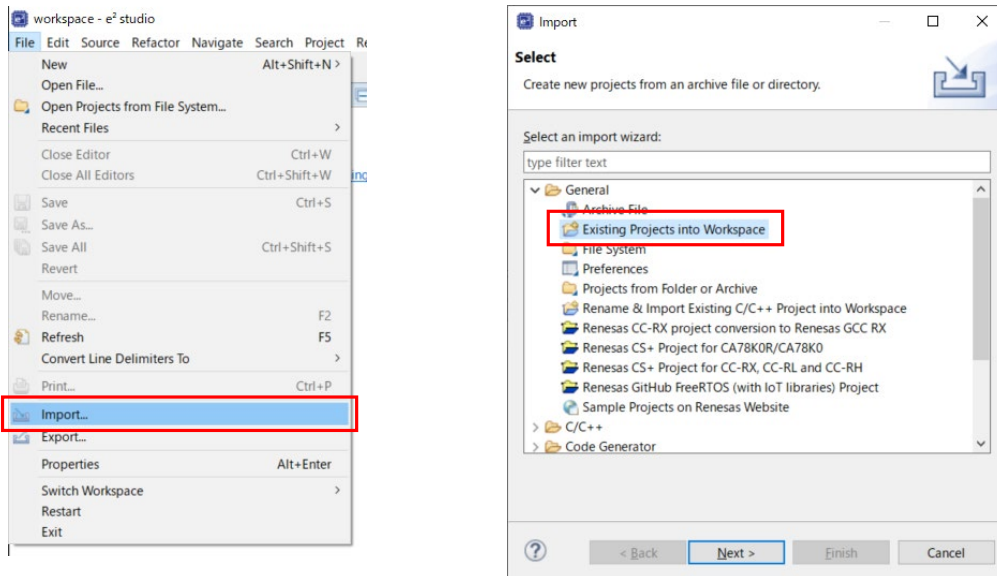 workspace - e² studio
File Edit Source Refactor Navigate Search Project
New Alt+Shift+N >
Open File...
Open Projects from File System...
Recent Files >
Close Editor Ctrl+W
Close All Editors Ctrl+Shift+W
Save Ctrl+S
Save As...
Save All Ctrl+Shift+S
Revert
Move...
Rename... F2
Refresh F5
Convert Line Delimiters To >
Print... Ctrl+P
Import...
Export...
Properties Alt+Enter
Switch Workspace >
Restart
Exit
Import
Select
Create new projects from an archive file or directory.
Select an import wizard:
type filter text
General
Archive File
Existing Projects into Workspace
File System
Preferences
Projects from Folder or Archive
Rename & Import Existing C/C++ Project into Workspace
Renesas CC-RX project conversion to Renesas GCC RX
Renesas CS+ Project for CA78K0R/CA78K0
Renesas CS+ Project for CC-RX, CC-RL and CC-RH
Renesas GitHub FreeRTOS (with IoT libraries) Project
Sample Projects on Renesas Website
> C/C++
> Code Generator
? < Back Next > Finish Cancel